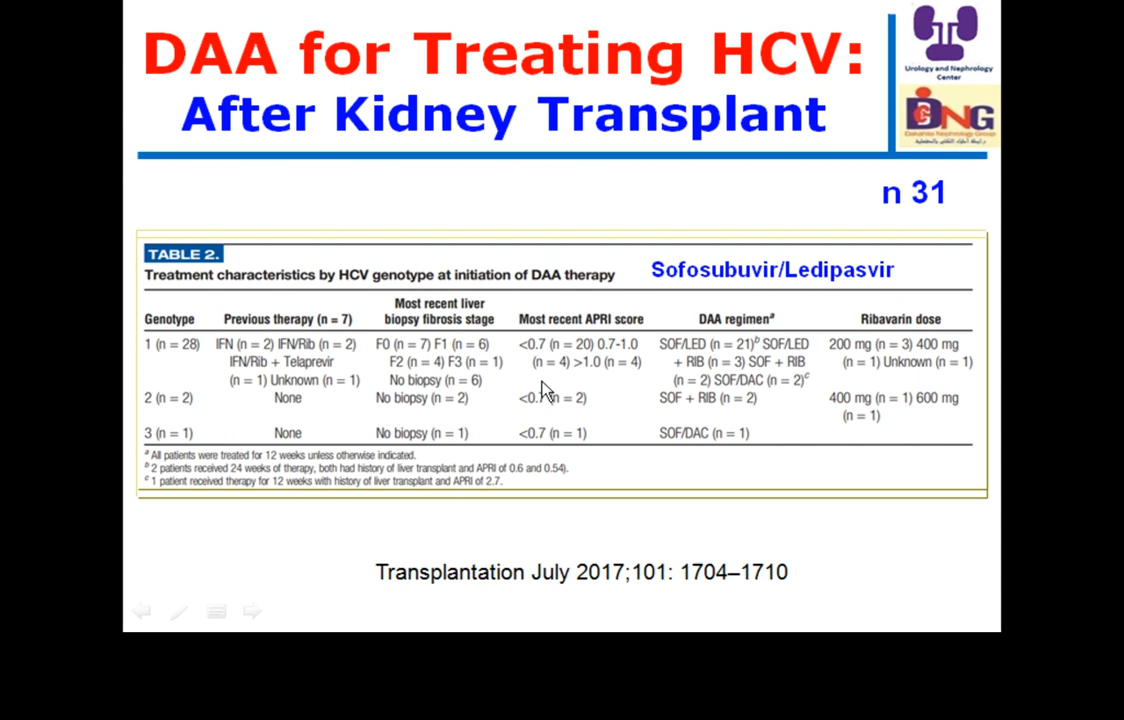 DAA for Treating HCV:
After Kidney Transplant
Urology and Nephrology
Center
n 31
TABLE 2.
Treatment characteristics by HCV genotype at initiation of DAA therapy
Sofosubuvir/Ledipasvir
Genotype Previous therapy (n = 7) Most recent liver biopsy fibrosis stage Most recent APRI score DAA regimen^a Ribavarin dose
1 (n = 28) IFN (n = 2) IFN/Rib (n = 2) F0 (n = 7) F1 (n = 6) <0.7 (n = 20) 0.7-1.0 SOF/LED (n = 21)^b SOF/LED 200 mg (n = 3) 400 mg
IFN/Rib + Telaprevir F2 (n = 4) F3 (n = 1) (n = 4) >1.0 (n = 4) + RIB (n = 3) SOF + RIB (n = 1) Unknown (n = 1)
(n = 1) Unknown (n = 1) No biopsy (n = 6) (n = 2) SOF/DAC (n = 2)^c
2 (n = 2) None No biopsy (n = 2) <0.7 (n = 2) SOF + RIB (n = 2) 400 mg (n = 1) 600 mg
(n = 1)
3 (n = 1) None No biopsy (n = 1) <0.7 (n = 1) SOF/DAC (n = 1)
^a All patients were treated for 12 weeks unless otherwise indicated.
^b 2 patients received 24 weeks of therapy, both had history of liver transplant and APRI of 0.6 and 0.54).
^c 1 patient received therapy for 12 weeks with history of liver transplant and APRI of 2.7.
Transplantation July 2017;101: 1704–1710